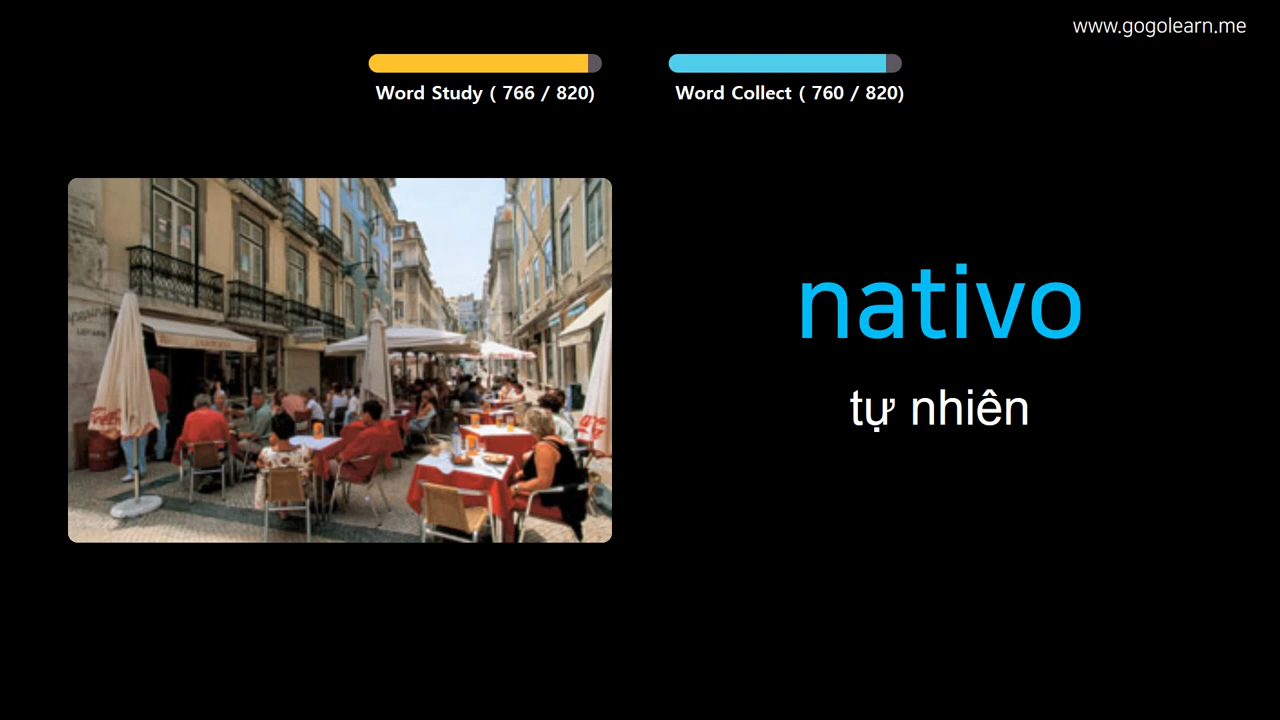 www.gogolearn.me
Word Study ( 766 / 820)
Word Collect ( 760 / 820)
nativo
tự nhiên